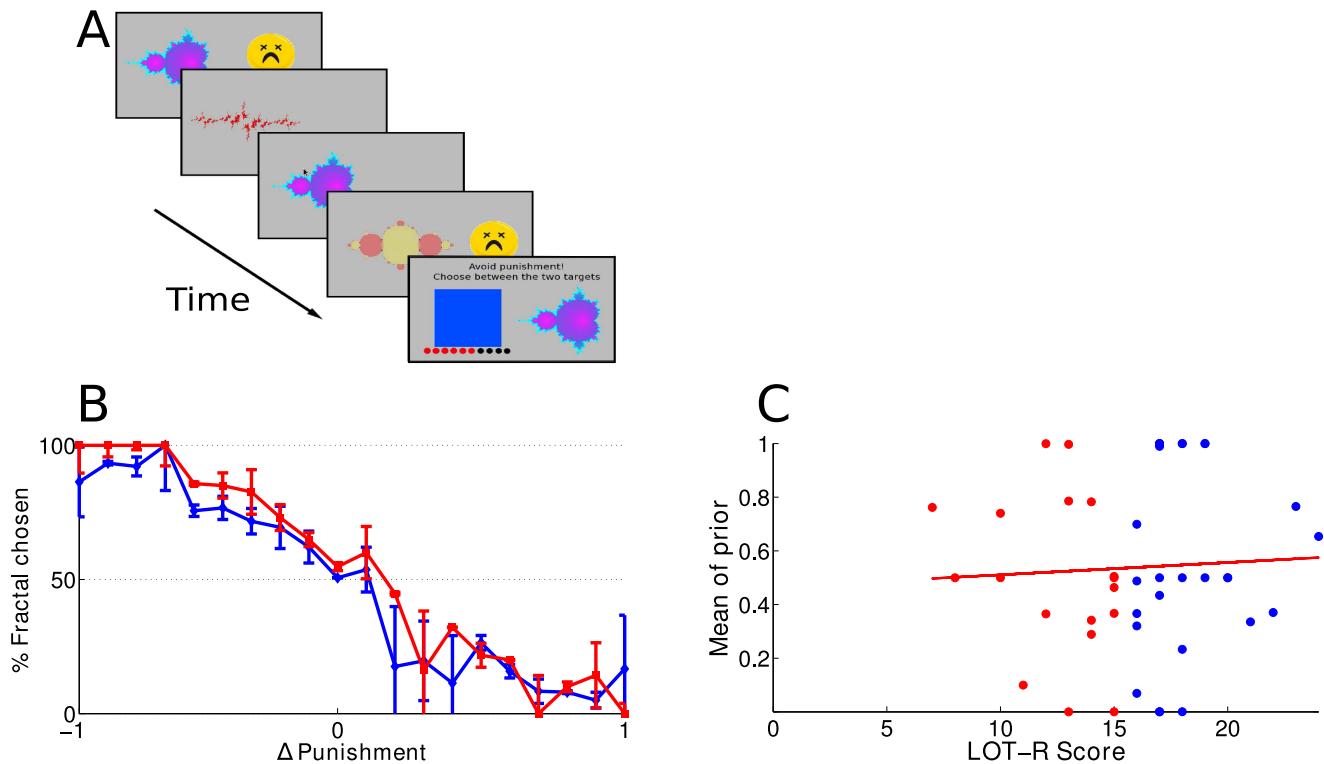 A
Avoid punishment!
Choose between the two targets
Time
B
100
50
0
% Fractal chosen
−1
0
1
Δ Punishment
C
1
0.8
0.6
0.4
0.2
Mean of prior
0
5
10
15
20
LOT−R Score